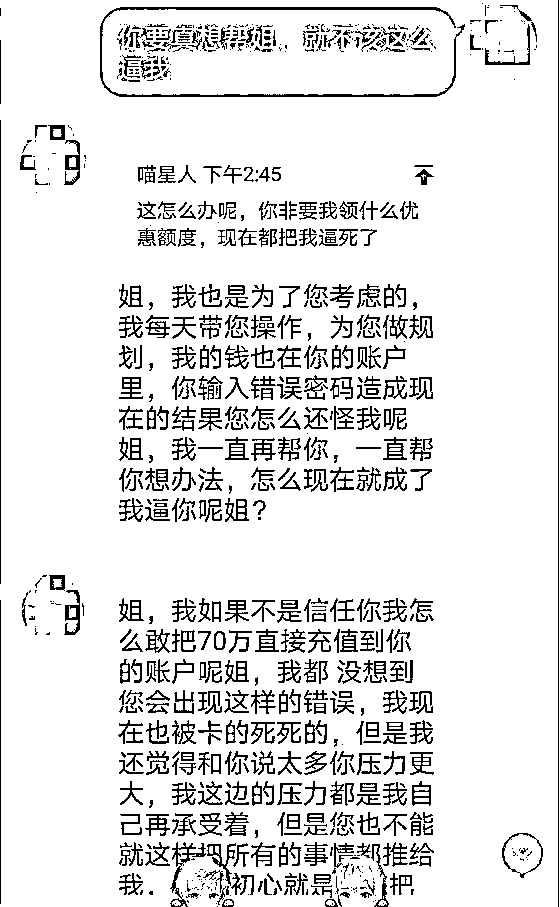 你要真想帮姐，就不该这么
逼我
喵星人 下午2:45
这怎么办呢，你非要我领什么优
惠额度，现在都把我逼死了
姐，我也是为了您考虑的，
我每天带您操作，为您做规
划，我的钱也在你的账户
里，你输入错误密码造成现
在的结果您怎么还怪我呢
姐，我一直再帮你，一直帮
你想办法，怎么现在就成了
我逼你呢姐？
姐，我如果不是信任你我怎
么敢把70万直接充值到你
的账户呢姐，我都 没想到
您会出现这样的错误，我现
在也被卡的死死的，但是我
还觉得和你说太多你压力更
大，我这边的压力都是我自
己再承受着，但是您也不能
就这样把所有的事情都推给
我．初心就是把